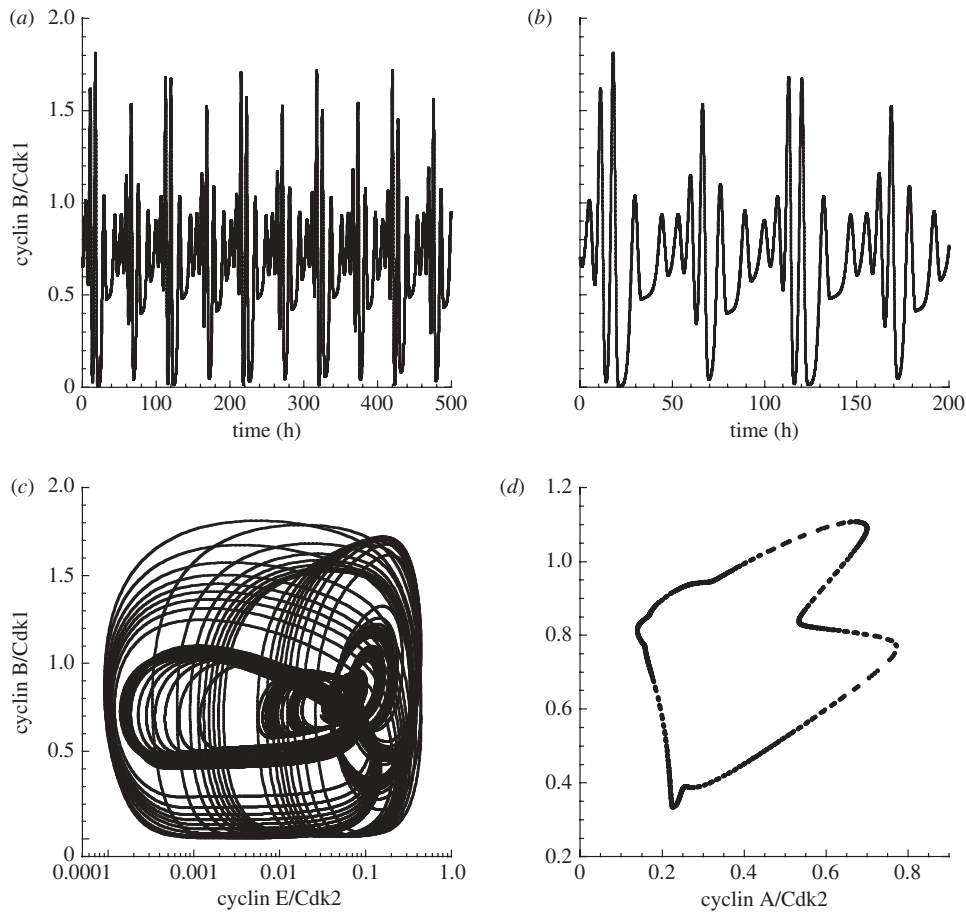 (a)
2.0
1.5
1.0
0.5
0
cyclin B/Cdk1
0 100 200 300 400 500
time (h)
(b)
0 50 100 150 200
time (h)
(c)
2.0
1.5
1.0
0.5
0
cyclin B/Cdk1
0.0001 0.001 0.01 0.1 1.0
cyclin E/Cdk2
(d)
1.2
1.0
0.8
0.6
0.4
0.2
0 0.2 0.4 0.6 0.8
cyclin A/Cdk2